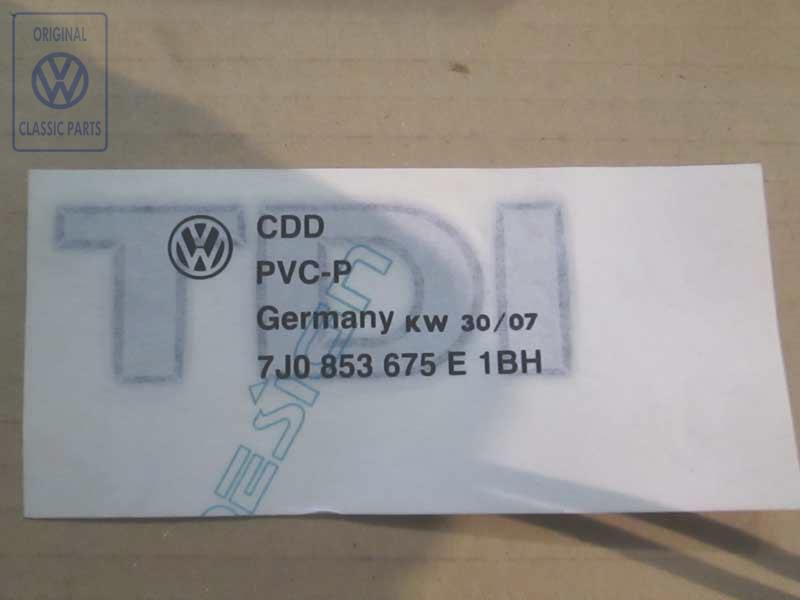 ORIGINAL
CLASSIC PARTS
TDI
CDD
PVC-P
Germany KW 30/07
7J0 853 675 E 1BH